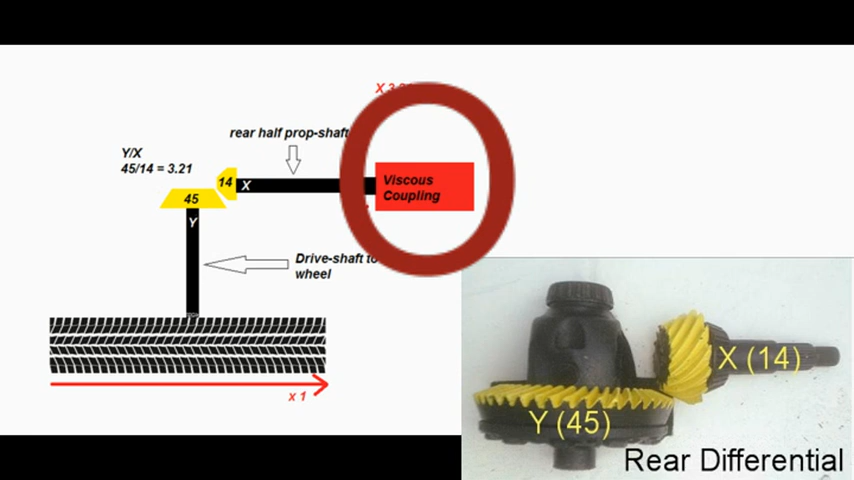 rear half prop-shaft
Y/X
45/14 = 3.21
14
X
Viscous
Coupling
45
Y
Drive-shaft to
wheel
x 1
X (14)
Y (45)
Rear Differential